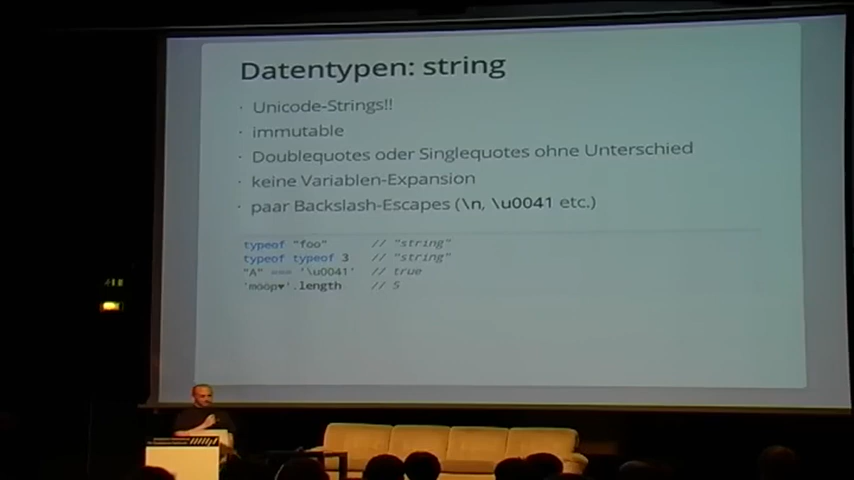 Datentypen: string
· Unicode-Strings!!
· immutable
· Doublequotes oder Singlequotes ohne Unterschied
· keine Variablen-Expansion
· paar Backslash-Escapes (\n, \u0041 etc.)
typeof "foo" // "string"
typeof typeof 3 // "string"
"A" === '\u0041' // true
'mööp♥'.length // 5